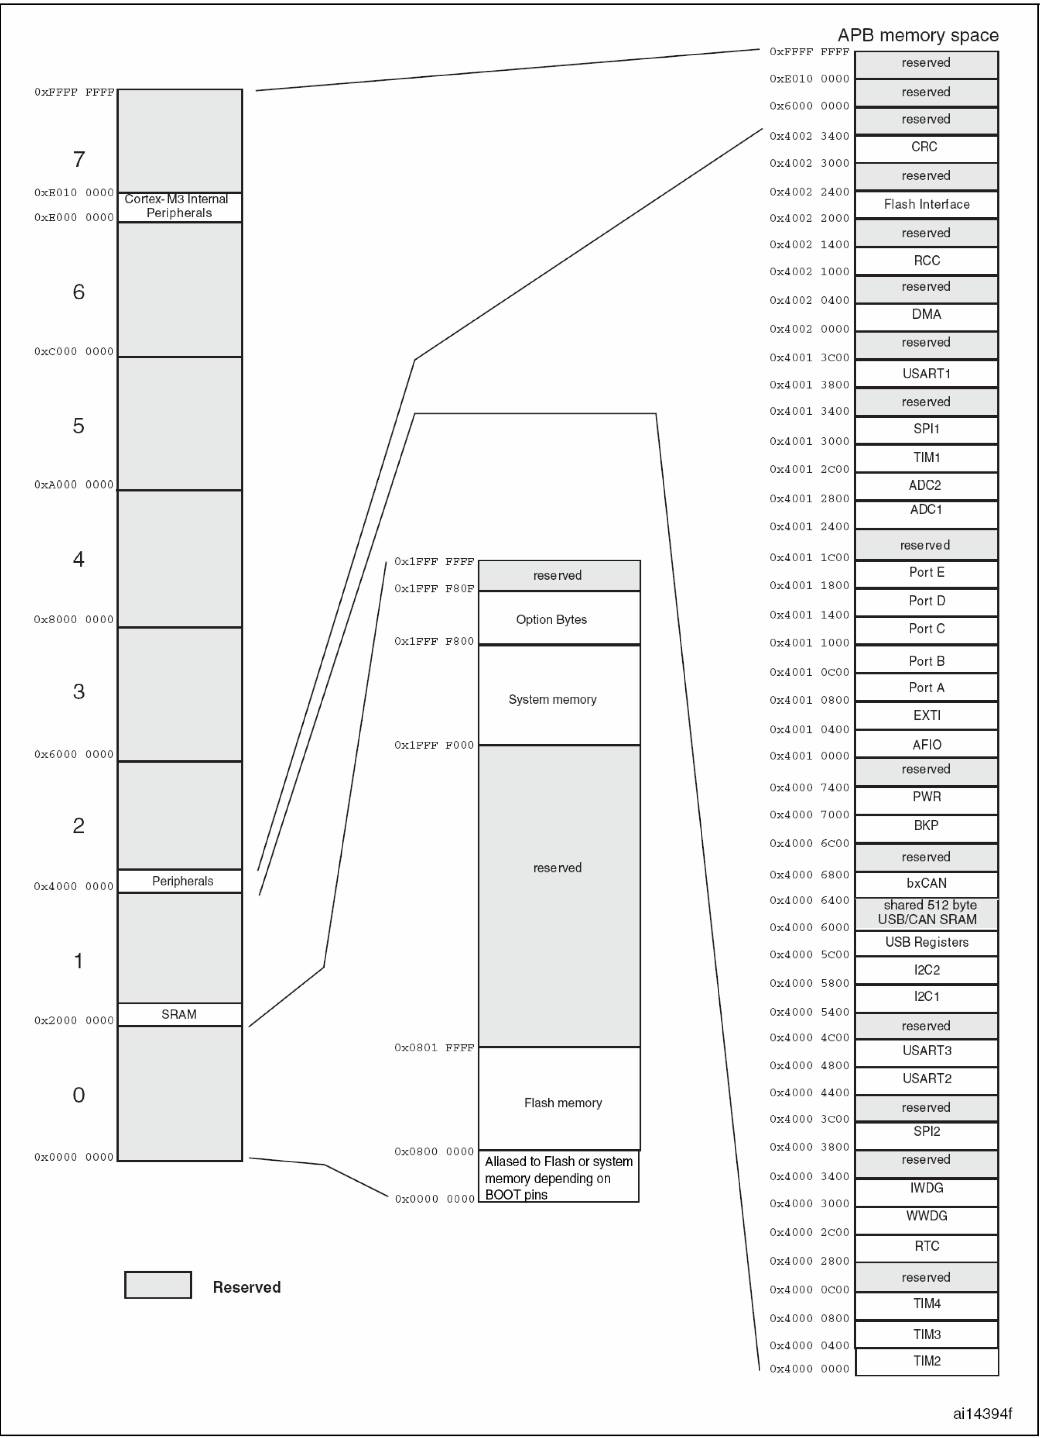 APB memory space
0xFFFF FFFF
reserved
0xE010 0000
reserved
0x6000 0000
reserved
0x4002 3400
CRC
0x4002 3000
reserved
0x4002 2400
Flash Interface
0x4002 2000
reserved
0x4002 1400
RCC
0x4002 1000
reserved
0x4002 0400
DMA
0x4002 0000
reserved
0x4001 3C00
USART1
0x4001 3800
reserved
0x4001 3400
SPI1
0x4001 3000
TIM1
0x4001 2C00
ADC2
0x4001 2800
ADC1
0x4001 2400
reserved
0x4001 1C00
Port E
0x4001 1800
Port D
0x4001 1400
Port C
0x4001 1000
Port B
0x4001 0C00
Port A
0x4001 0800
EXTI
0x4001 0400
AFIO
0x4001 0000
reserved
0x4000 7400
PWR
0x4000 7000
BKP
0x4000 6C00
reserved
0x4000 6800
bxCAN
0x4000 6400
shared 512 byte
USB/CAN SRAM
0x4000 6000
USB Registers
0x4000 5C00
I2C2
0x4000 5800
I2C1
0x4000 5400
reserved
0x4000 4C00
USART3
0x4000 4800
USART2
0x4000 4400
reserved
0x4000 3C00
SPI2
0x4000 3800
reserved
0x4000 3400
IWDG
0x4000 3000
WWDG
0x4000 2C00
RTC
0x4000 2800
reserved
0x4000 0C00
TIM4
0x4000 0800
TIM3
0x4000 0400
TIM2
0x4000 0000
0xFFFF FFFF
7
0xE010 0000
Cortex-M3 Internal
Peripherals
0xE000 0000
6
0xC000 0000
5
0xA000 0000
4
0x8000 0000
3
0x6000 0000
2
Peripherals
0x4000 0000
1
SRAM
0x2000 0000
0
0x0000 0000
0x1FFF FFFF
reserved
0x1FFF F80F
Option Bytes
0x1FFF F800
System memory
0x1FFF F000
reserved
0x0801 FFFF
Flash memory
0x0800 0000
Aliased to Flash or system
memory depending on
BOOT pins
0x0000 0000
Reserved
ai14394f